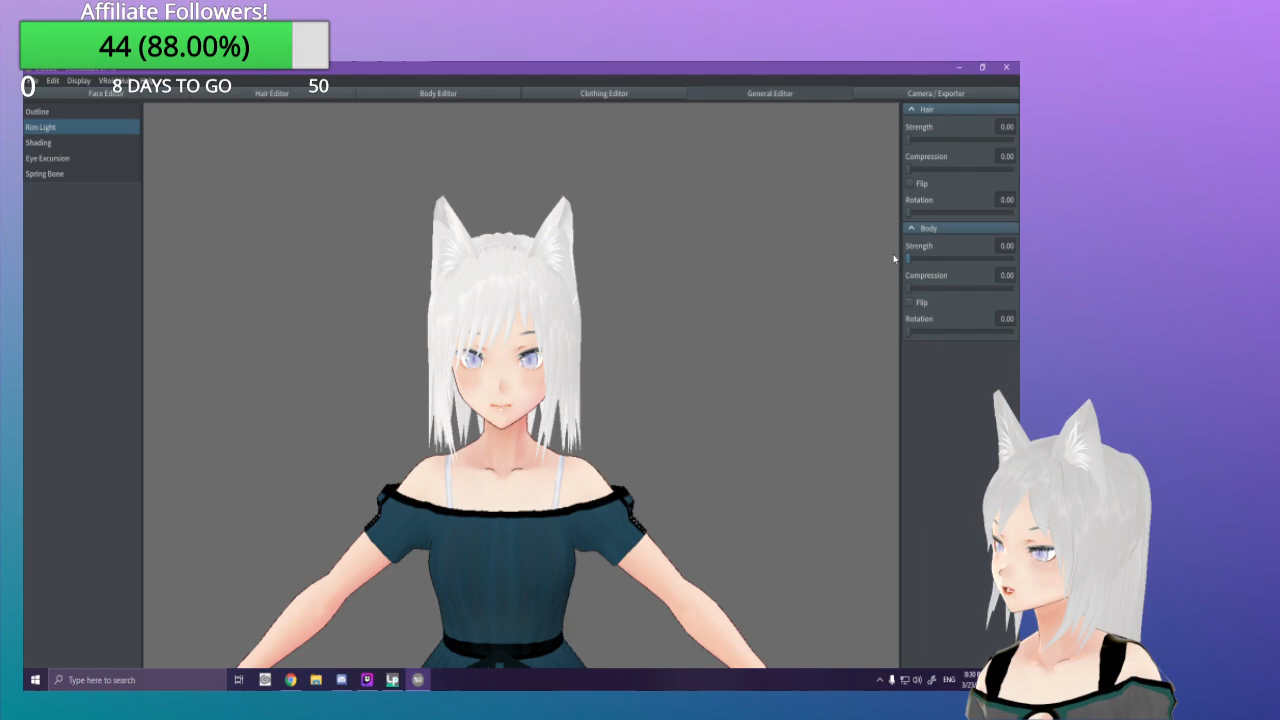 Affiliate Followers!
44 (88.00%)
0 8 DAYS TO GO 50
Edit Display
Hair Editor Body Editor Clothing Editor General Editor Camera / Exporter
Outline
Rim Light
Shading
Eye Excursion
Spring Bone
Hair
Strength 0.00
Compression 0.00
Flip
Rotation 0.00
Body
Strength 0.00
Compression 0.00
Flip
Rotation 0.00
Type here to search
ENG